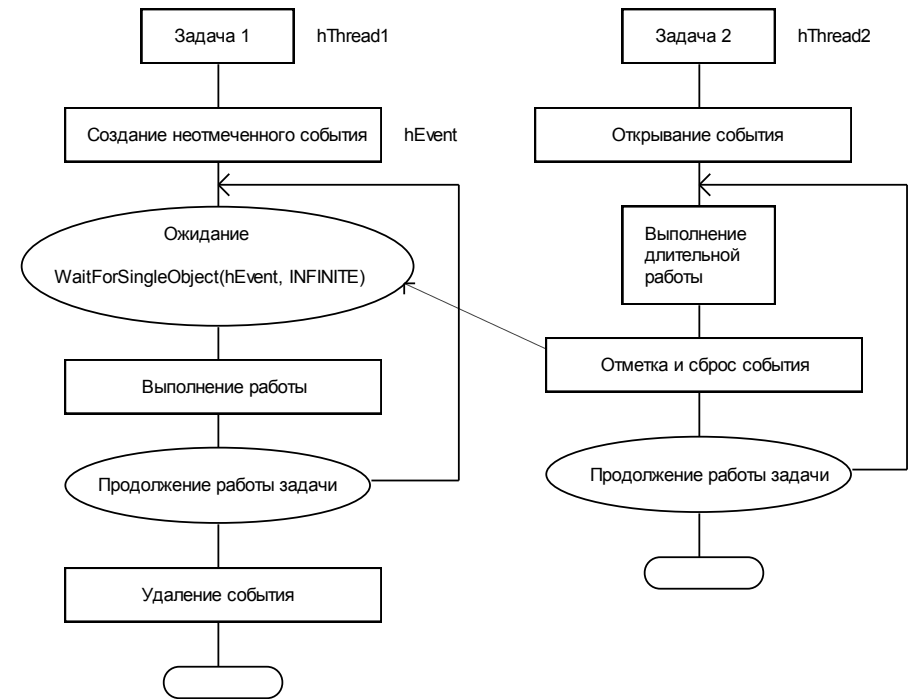 Задача 1
hThread1
Создание неотмеченного события
hEvent
Ожидание
WaitForSingleObject(hEvent, INFINITE)
Выполнение работы
Продолжение работы задачи
Удаление события
Задача 2
hThread2
Открывание события
Выполнение
длительной
работы
Отметка и сброс события
Продолжение работы задачи